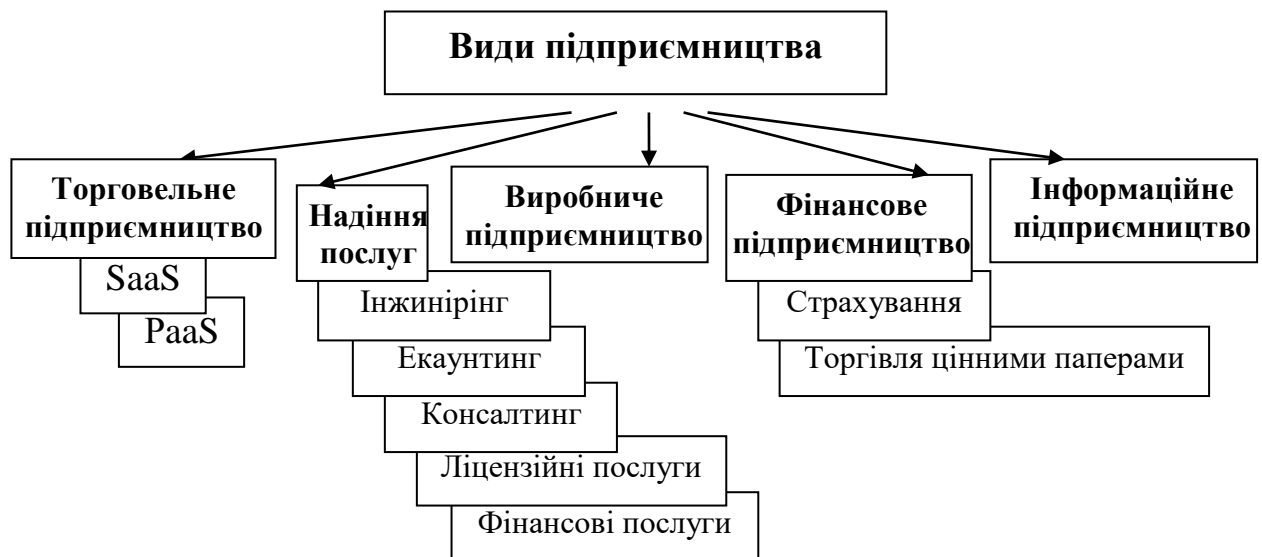 Види підприємництва
Торговельне
підприємництво
SaaS
PaaS
Надіння
послуг
Інжинірінг
Екаунтинг
Консалтинг
Ліцензійні послуги
Фінансові послуги
Виробниче
підприємництво
Фінансове
підприємництво
Страхування
Торгівля цінними паперами
Інформаційне
підприємництво